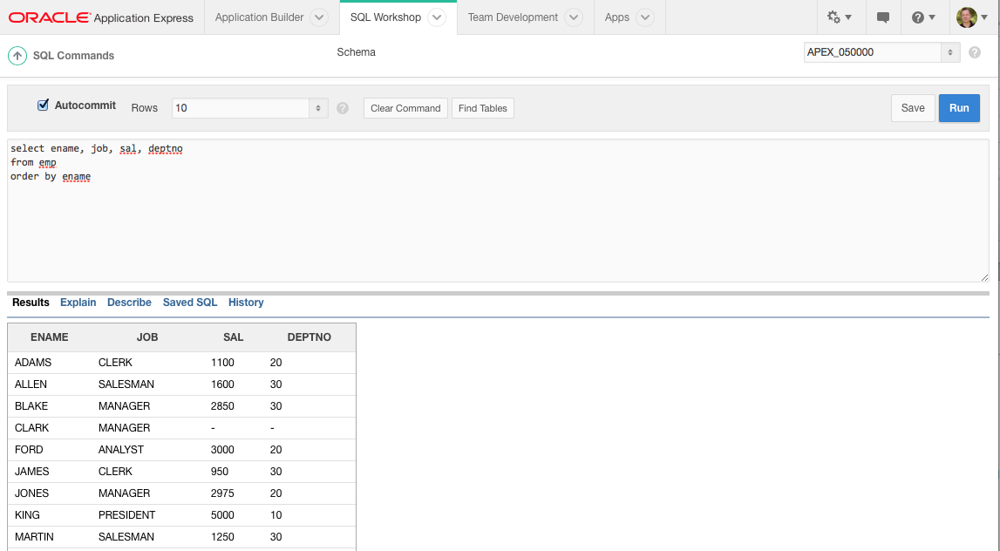 ORACLE Application Express Application Builder SQL Workshop Team Development Apps
SQL Commands Schema APEX_050000
Autocommit Rows 10 Clear Command Find Tables Save Run
select ename, job, sal, deptno
from emp
order by ename
Results Explain Describe Saved SQL History
ENAME JOB SAL DEPTNO
ADAMS CLERK 1100 20
ALLEN SALESMAN 1600 30
BLAKE MANAGER 2850 30
CLARK MANAGER - -
FORD ANALYST 3000 20
JAMES CLERK 950 30
JONES MANAGER 2975 20
KING PRESIDENT 5000 10
MARTIN SALESMAN 1250 30